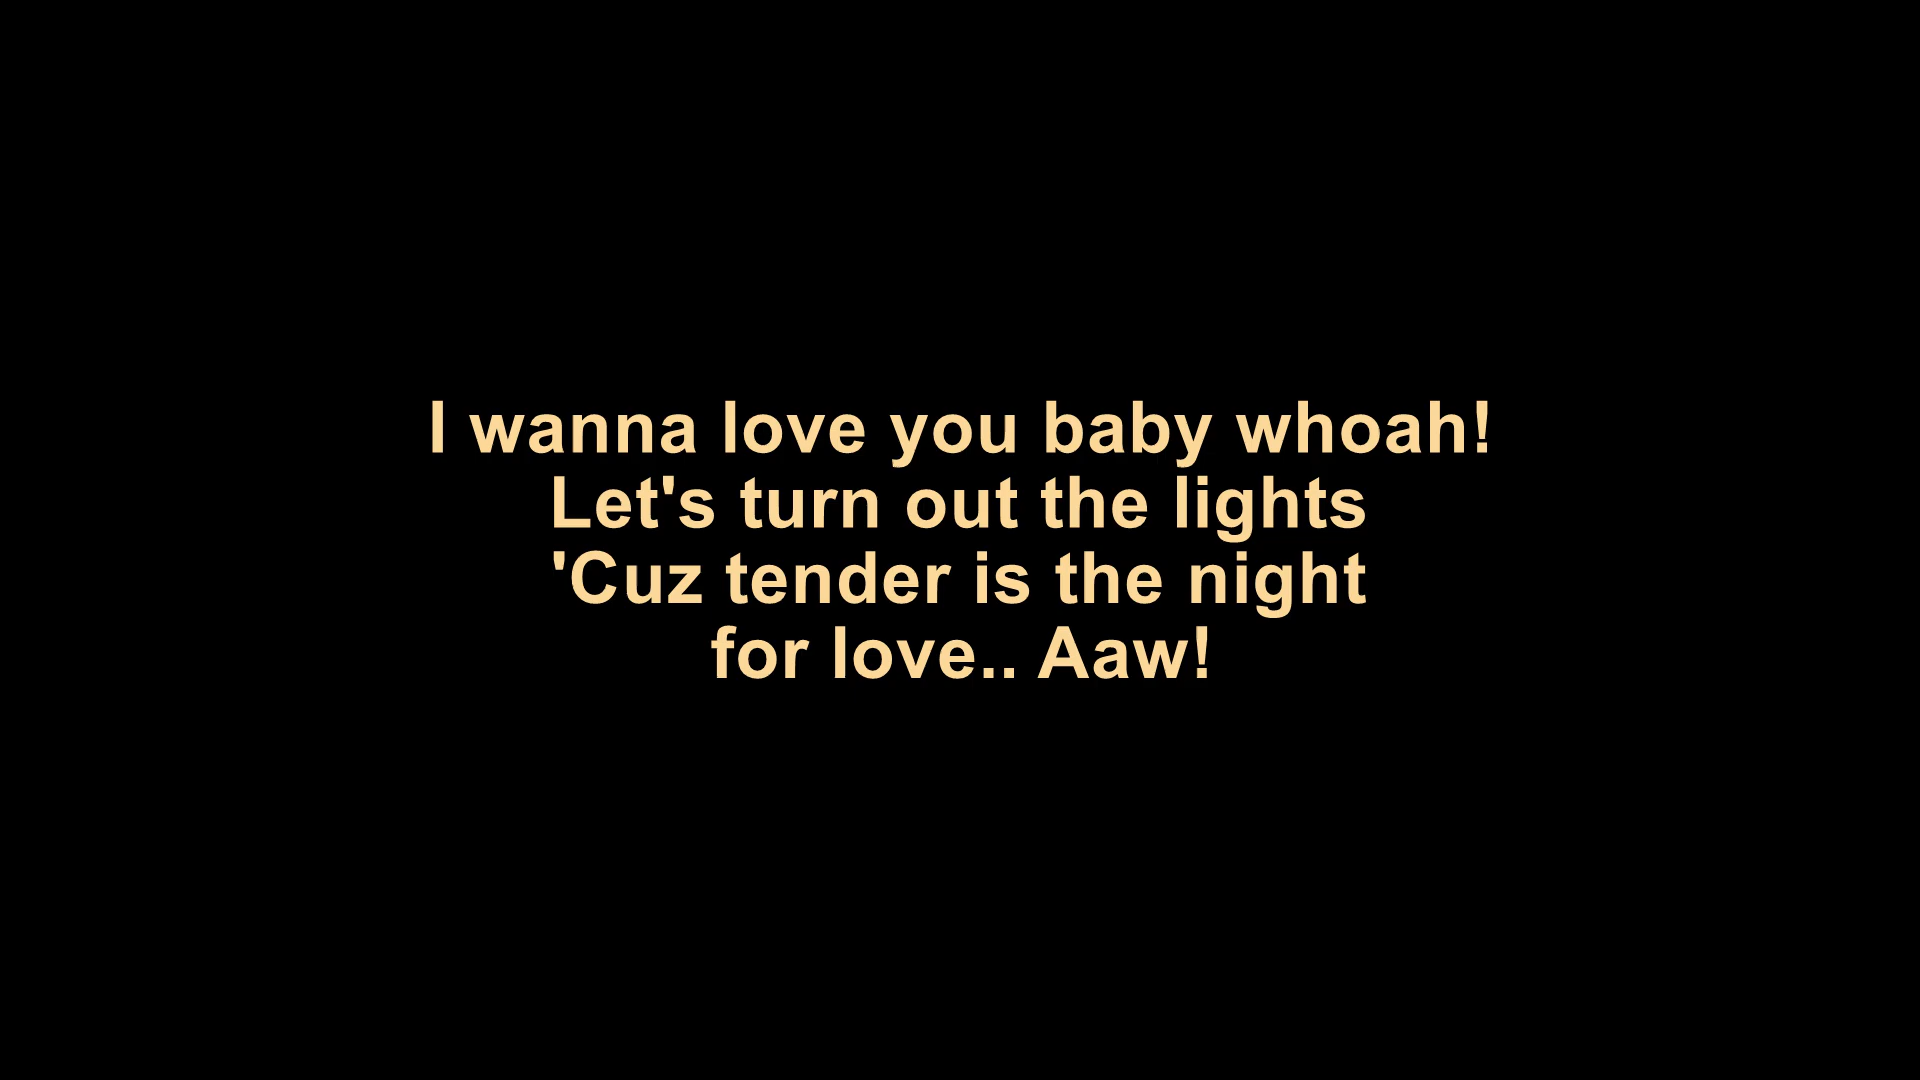 I wanna love you baby whoah!
Let's turn out the lights
'Cuz tender is the night
for love.. Aaw!